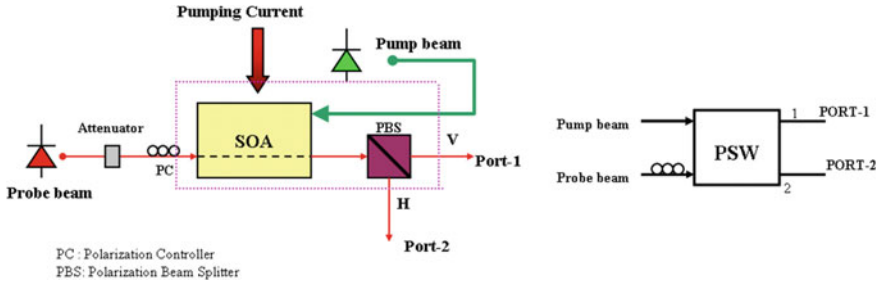 Pumping Current
Pump beam
Attenuator
SOA
PBS
V
Port-1
PC
Probe beam
H
Port-2
PC : Polarization Controller
PBS: Polarization Beam Splitter
Pump beam
Probe beam
PSW
1
PORT-1
PORT-2
2